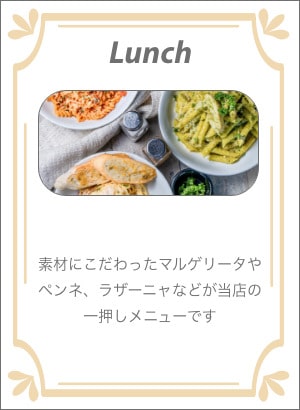 Lunch
素材にこだわったマルゲリータや
ペンネ、ラザーニャなどが当店の
一押しメニューです